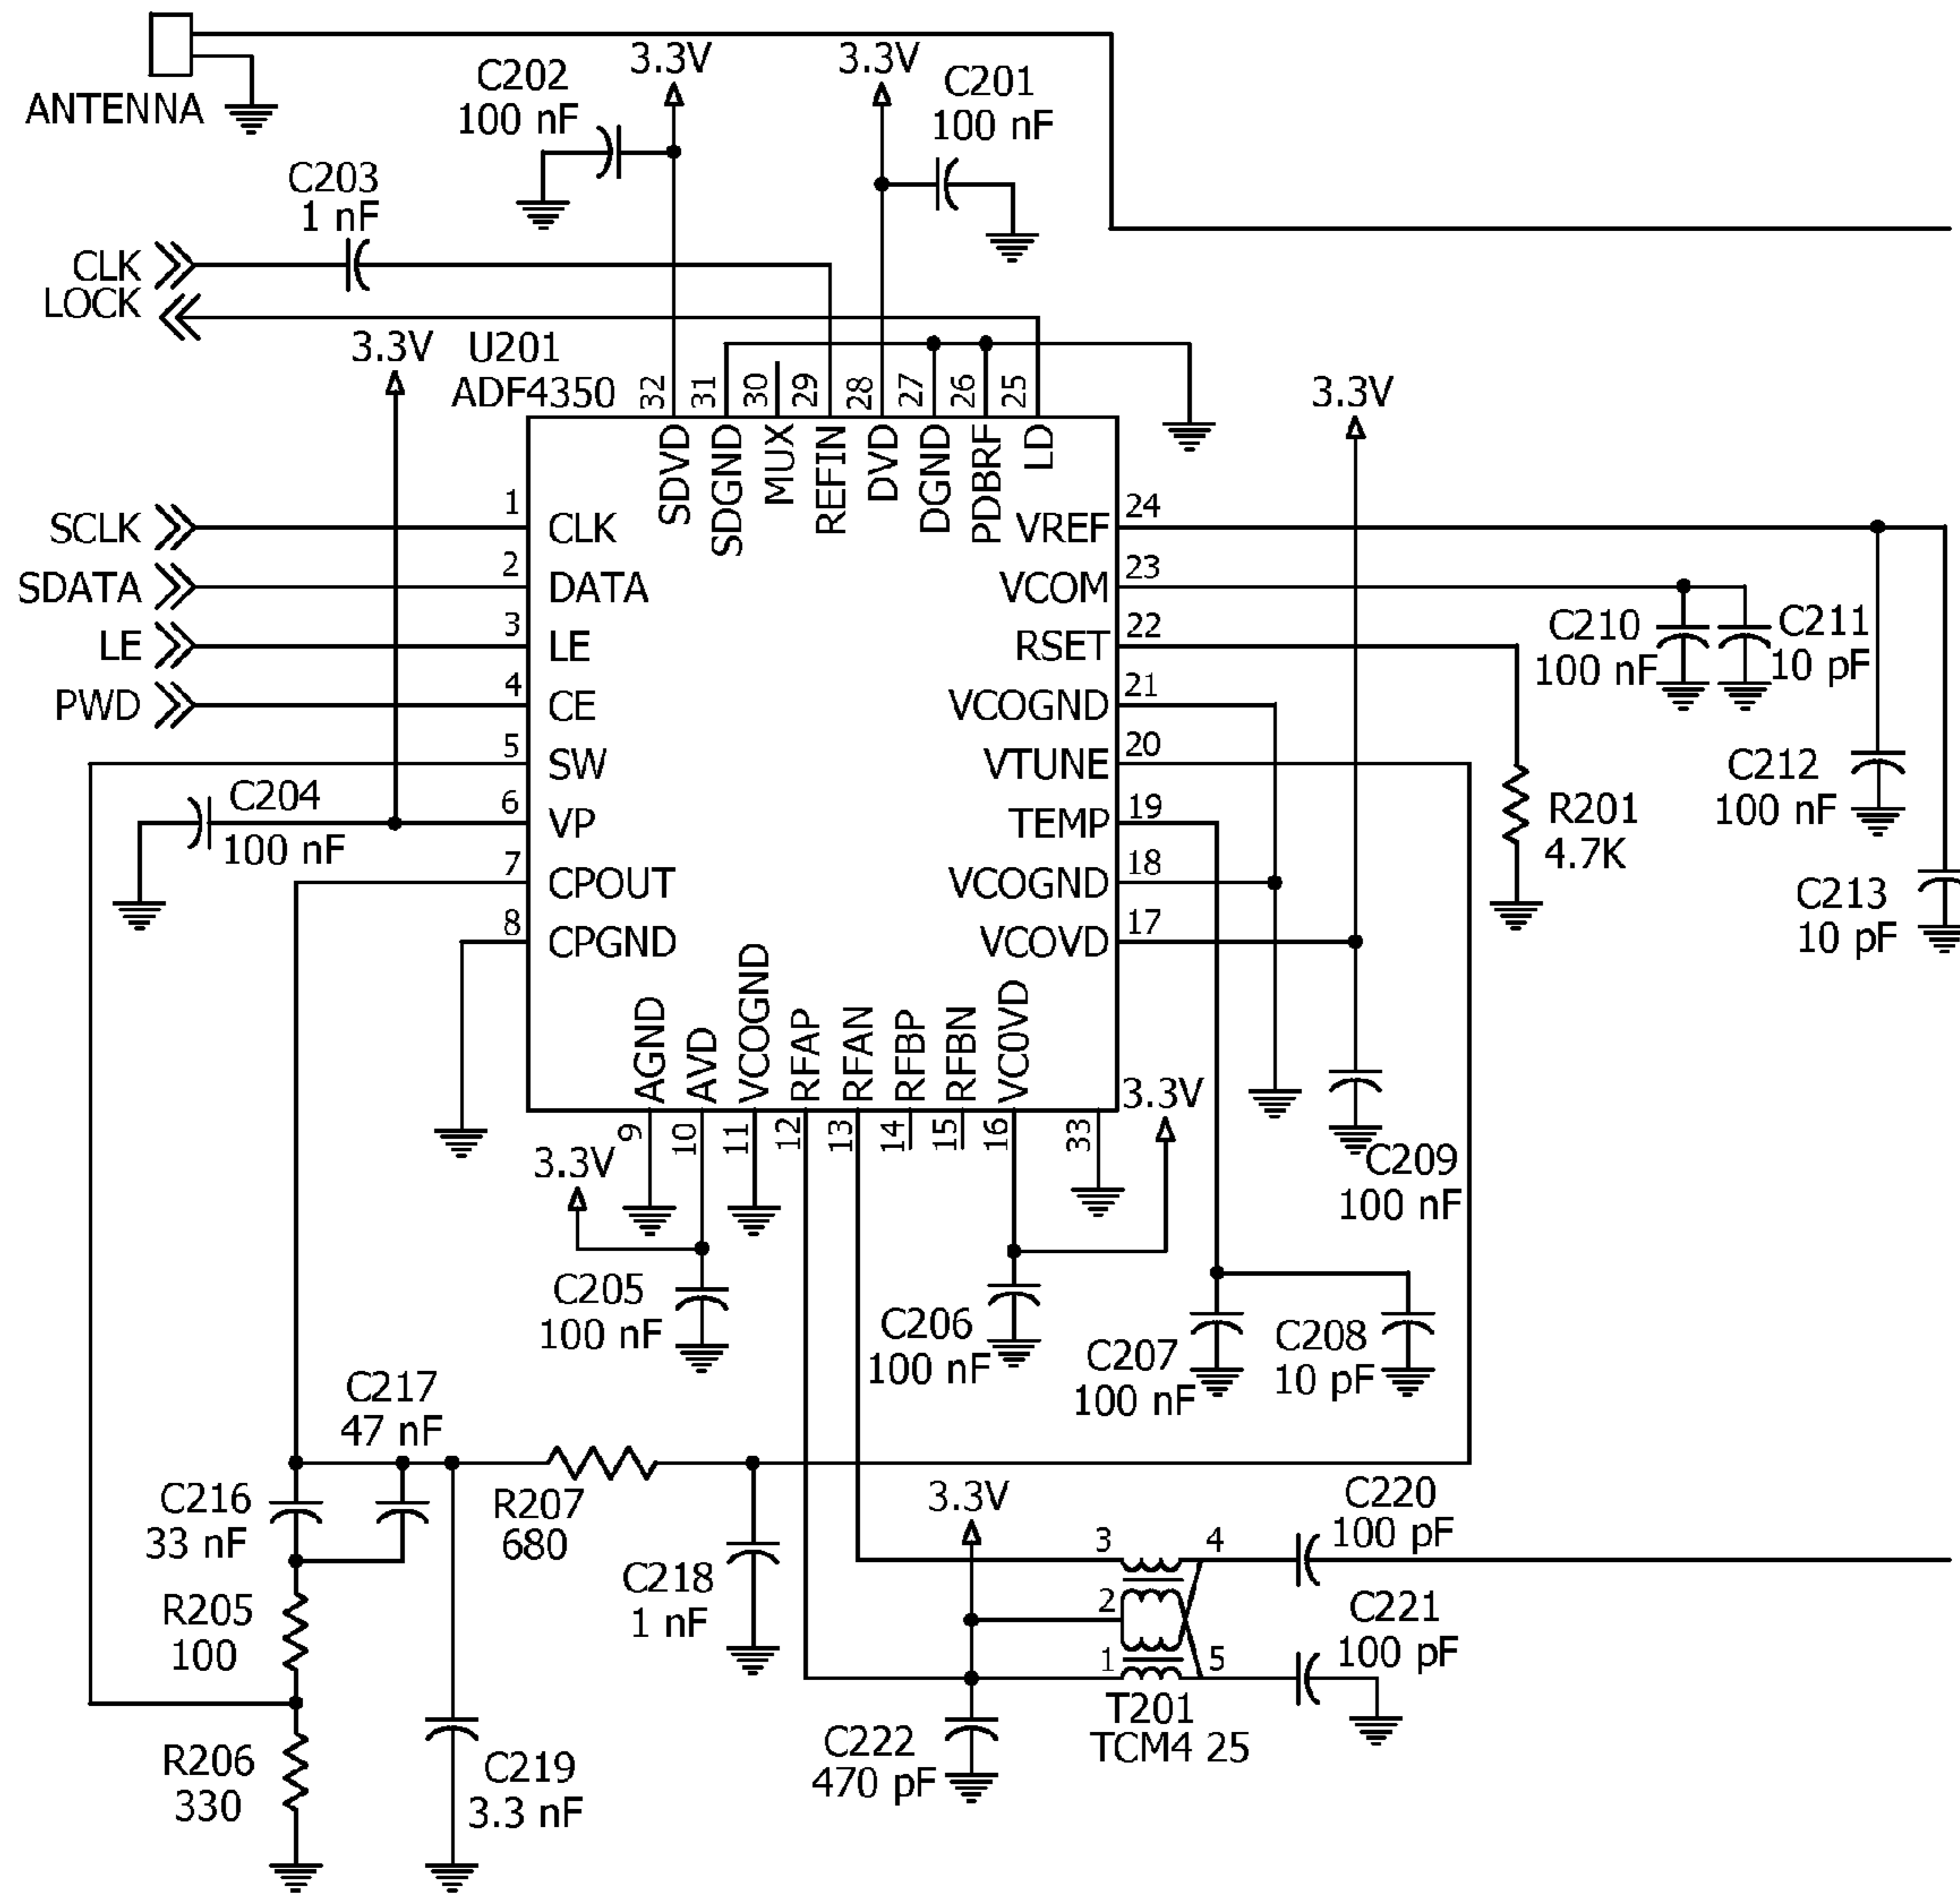 ANTENNA
C202
100 nF
3.3V
3.3V
C201
100 nF
C203
1 nF
CLK
LOCK
3.3V
U201
ADF4350
32
31
30
29
28
27
26
25
SDVD
SDGND
MUX
REFIN
DVD
DGND
PDBRF
LD
3.3V
SCLK
1
CLK
SDATA
2
DATA
LE
3
LE
PWD
4
CE
5
SW
C204
100 nF
6
VP
7
CPOUT
8
CPGND
VREF
24
VCOM
23
RSET
22
VCOGND
21
VTUNE
20
TEMP
19
VCOGND
18
VCOVD
17
C210
100 nF
C211
10 pF
C212
100 nF
R201
4.7K
C213
10 pF
AGND
AVD
VCOGND
RFAP
RFAN
RFBP
RFBN
VC0VD
9
10
11
12
13
14
15
16
33
3.3V
3.3V
C209
100 nF
C205
100 nF
C206
100 nF
C207
100 nF
C208
10 pF
C217
47 nF
C216
33 nF
R207
680
C218
1 nF
3.3V
3
4
2
1
5
C220
100 pF
C221
100 pF
T201
TCM4 25
R205
100
R206
330
C219
3.3 nF
C222
470 pF